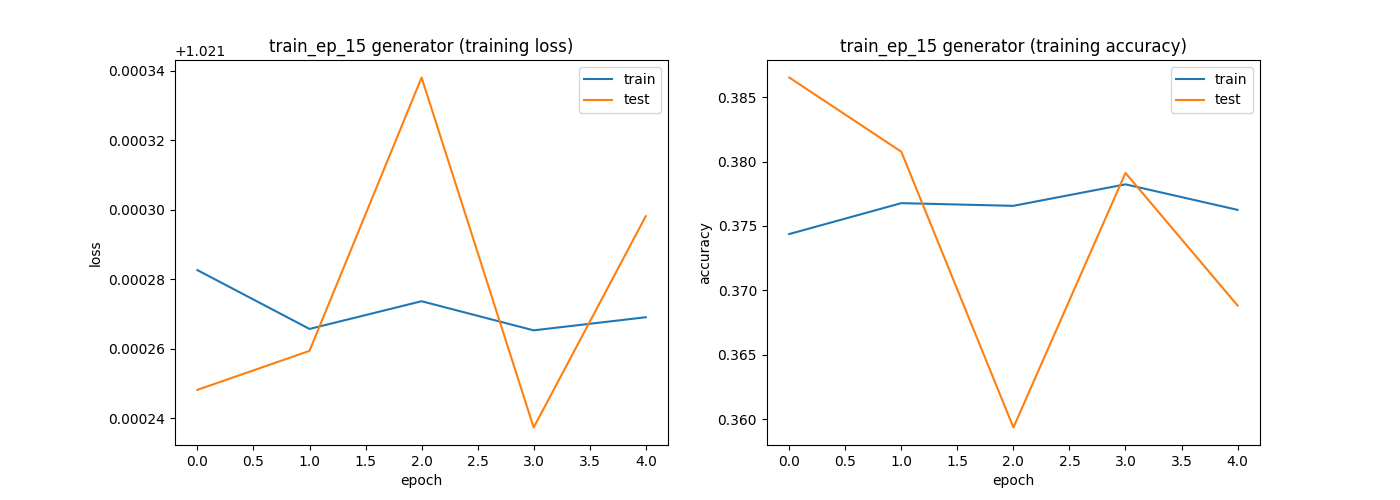 train_ep_15 generator (training loss)
+1.021
0.00034
0.00032
0.00030
0.00028
0.00026
0.00024
loss
0.0 0.5 1.0 1.5 2.0 2.5 3.0 3.5 4.0
epoch
train
test
train_ep_15 generator (training accuracy)
0.385
0.380
0.375
0.370
0.365
0.360
accuracy
0.0 0.5 1.0 1.5 2.0 2.5 3.0 3.5 4.0
epoch
train
test